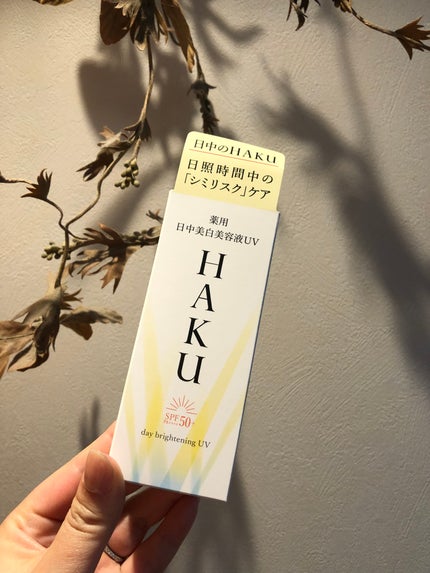 日中のHAKU
日照時間中の
「シミリスク」ケア
薬用
日中美白美容液UV
HAKU
SPF50+
PA++++
day brightening UV